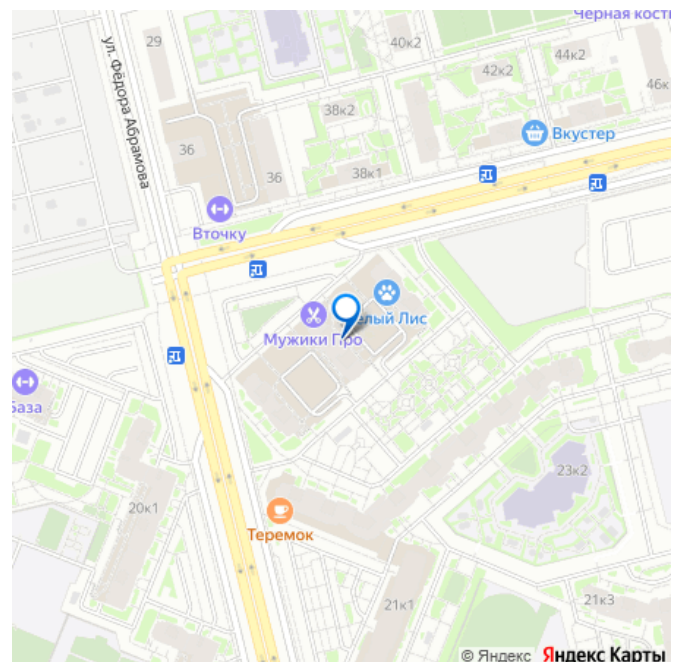 Черная кост
29
ул. Фёдора Абрамова
40к2
44к2
42к2
46к
38к2
Вкустер
36
38к1
36
Вточку
елый Лис
Мужики Про
База
23к2
20к1
Теремок
21к1
21к3
© Яндекс Яндекс Карты